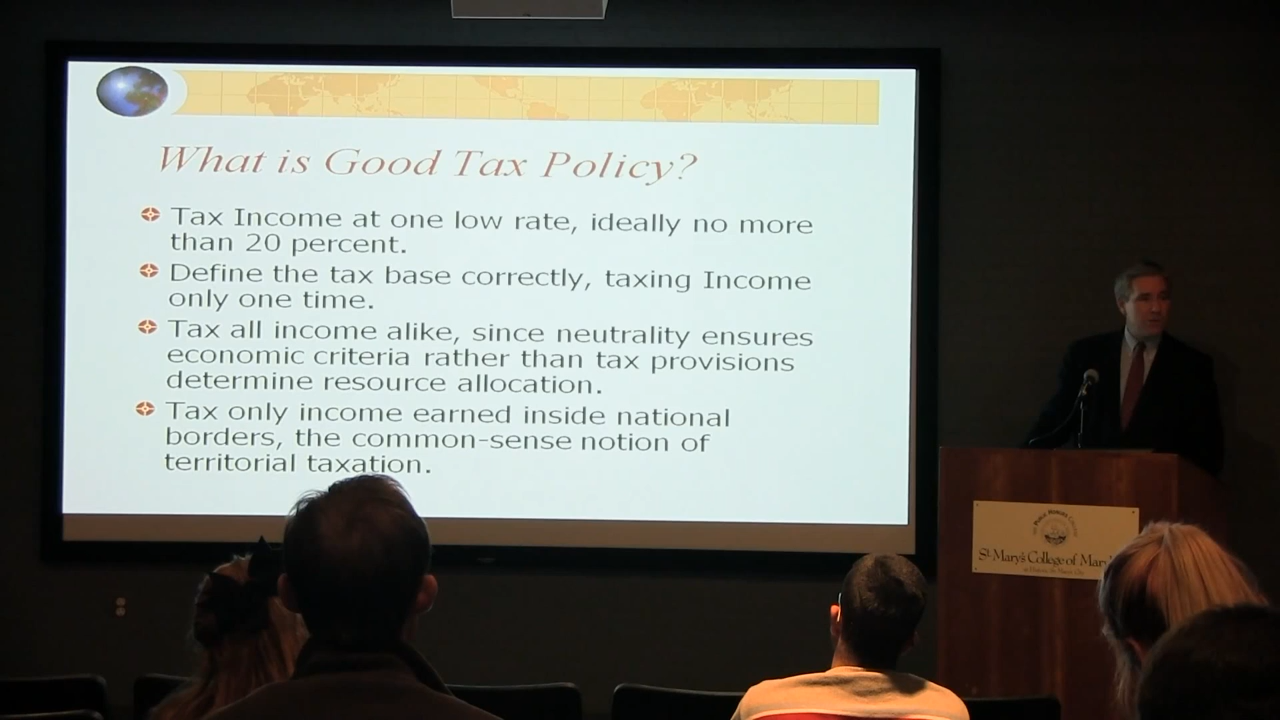 What is Good Tax Policy?
Tax Income at one low rate, ideally no more
than 20 percent.
Define the tax base correctly, taxing Income
only one time.
Tax all income alike, since neutrality ensures
economic criteria rather than tax provisions
determine resource allocation.
Tax only income earned inside national
borders, the common-sense notion of
territorial taxation.
St. Mary's College of